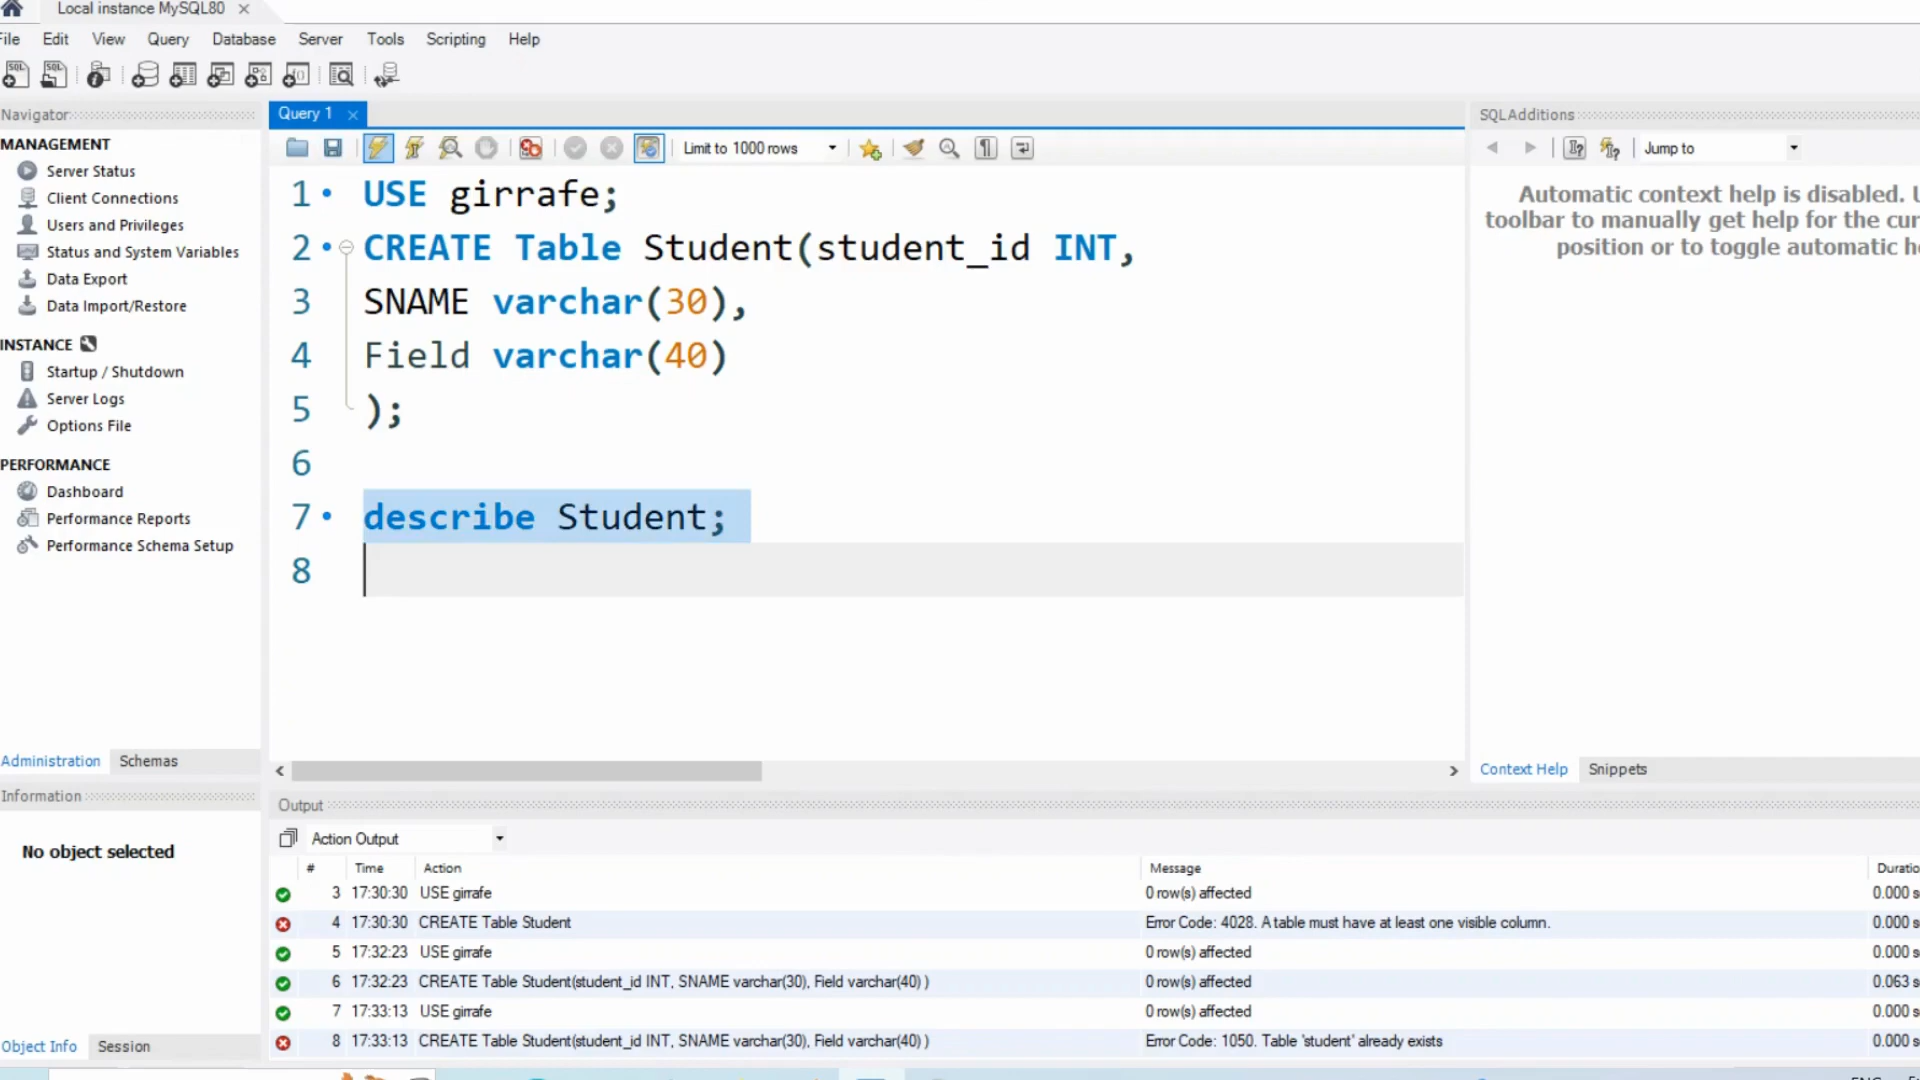 Local instance MySQL80
File Edit View Query Database Server Tools Scripting Help
Navigator
MANAGEMENT
Server Status
Client Connections
Users and Privileges
Status and System Variables
Data Export
Data Import/Restore
INSTANCE
Startup / Shutdown
Server Logs
Options File
PERFORMANCE
Dashboard
Performance Reports
Performance Schema Setup
Administration Schemas
Information
No object selected
Object Info Session
Query 1
Limit to 1000 rows
1 USE girrafe;
2 CREATE Table Student(student_id INT,
3 SNAME varchar(30),
4 Field varchar(40)
5 );
6
7 describe Student;
8
SQLAdditions
Jump to
Automatic context help is disabled. U
toolbar to manually get help for the cur
position or to toggle automatic he
Context Help Snippets
Output
Action Output
# Time Action Message Duratio
3 17:30:30 USE girrafe 0 row(s) affected 0.000 s
4 17:30:30 CREATE Table Student Error Code: 4028. A table must have at least one visible column. 0.000 s
5 17:32:23 USE girrafe 0 row(s) affected 0.000 s
6 17:32:23 CREATE Table Student(student_id INT, SNAME varchar(30), Field varchar(40) ) 0 row(s) affected 0.063 s
7 17:33:13 USE girrafe 0 row(s) affected 0.000 s
8 17:33:13 CREATE Table Student(student_id INT, SNAME varchar(30), Field varchar(40) ) Error Code: 1050. Table 'student' already exists 0.000 s